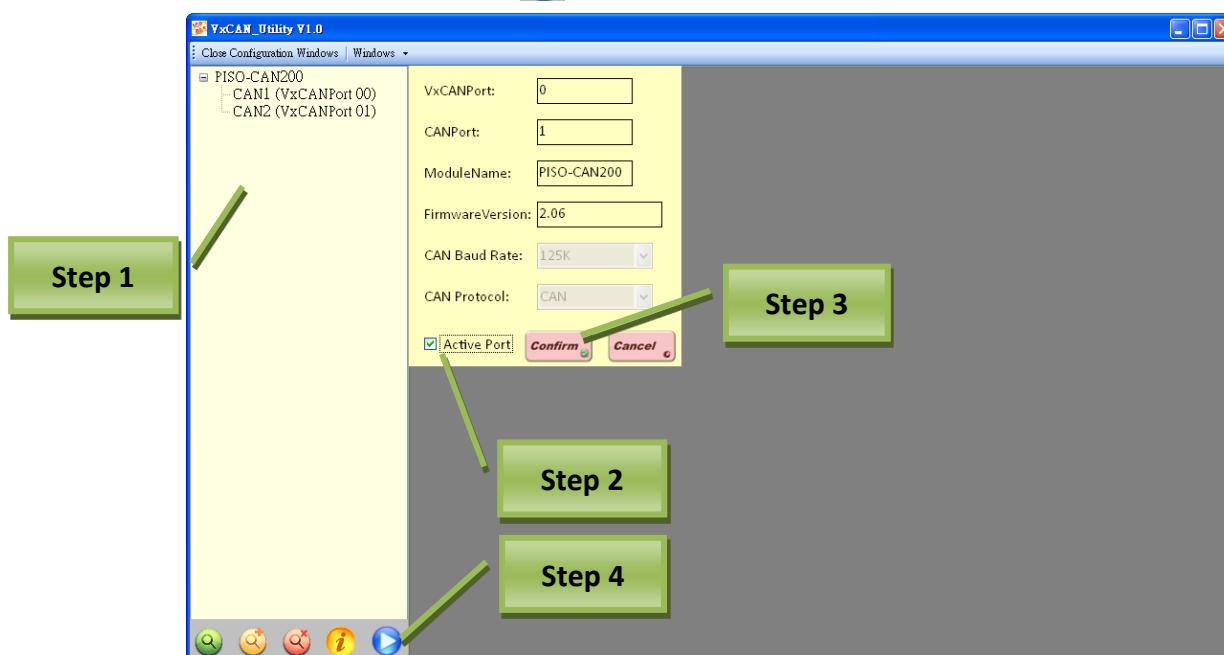 VxCAN_Utility V1.0
Close Configuration Windows Windows
PISO-CAN200
CAN1 (VxCANPort 00)
CAN2 (VxCANPort 01)
VxCANPort: 0
CANPort: 1
ModuleName: PISO-CAN200
FirmwareVersion: 2.06
CAN Baud Rate: 125K
CAN Protocol: CAN
Active Port Confirm Cancel
Step 1
Step 3
Step 2
Step 4